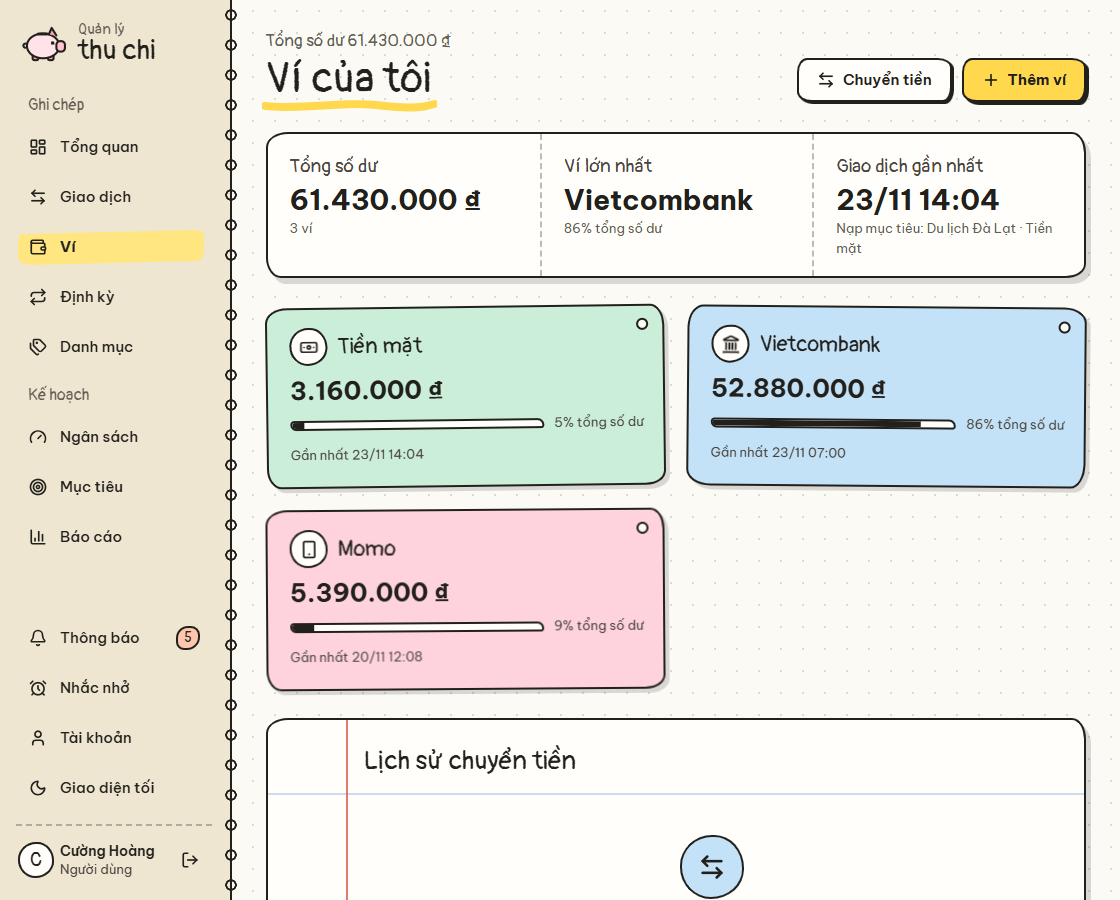 Quản lý
thu chi
Ghi chép
Tổng quan
Giao dịch
Ví
Định kỳ
Danh mục
Kế hoạch
Ngân sách
Mục tiêu
Báo cáo
Thông báo
5
Nhắc nhở
Tài khoản
Giao diện tối
C
Cường Hoàng
Người dùng
Tổng số dư 61.430.000 ₫
Ví của tôi
Chuyển tiền
Thêm ví
Tổng số dư
61.430.000 ₫
3 ví
Ví lớn nhất
Vietcombank
86% tổng số dư
Giao dịch gần nhất
23/11 14:04
Nạp mục tiêu: Du lịch Đà Lạt · Tiền
mặt
Tiền mặt
3.160.000 ₫
5% tổng số dư
Gần nhất 23/11 14:04
Vietcombank
52.880.000 ₫
86% tổng số dư
Gần nhất 23/11 07:00
Momo
5.390.000 ₫
9% tổng số dư
Gần nhất 20/11 12:08
Lịch sử chuyển tiền